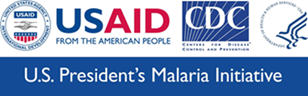 USAID
FROM THE AMERICAN PEOPLE
CDC
CENTERS FOR DISEASE
CONTROL AND PREVENTION
U.S. President's Malaria Initiative